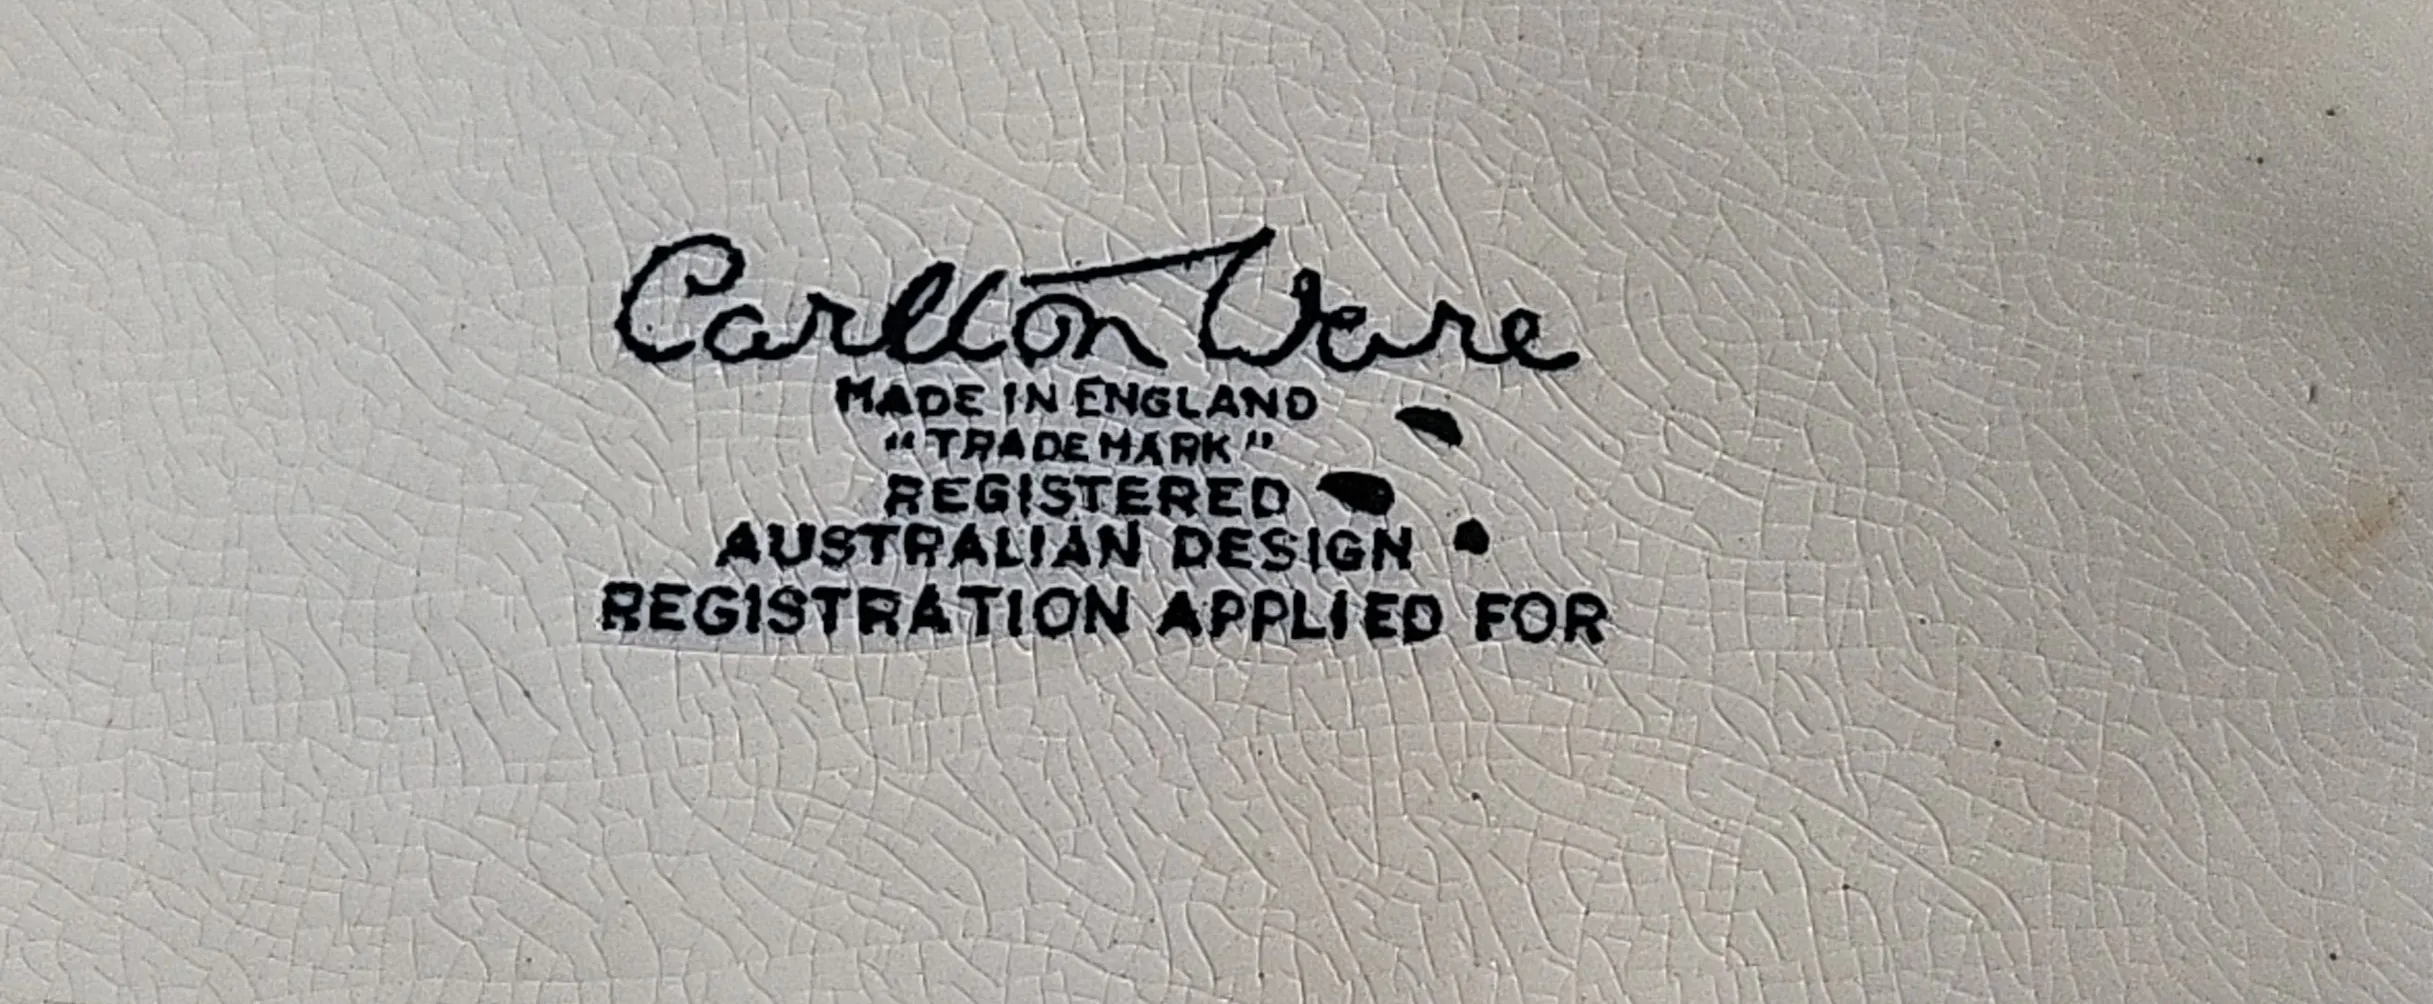 Carlton Ware
MADE IN ENGLAND
"TRADE MARK"
REGISTERED
AUSTRALIAN DESIGN
REGISTRATION APPLIED FOR